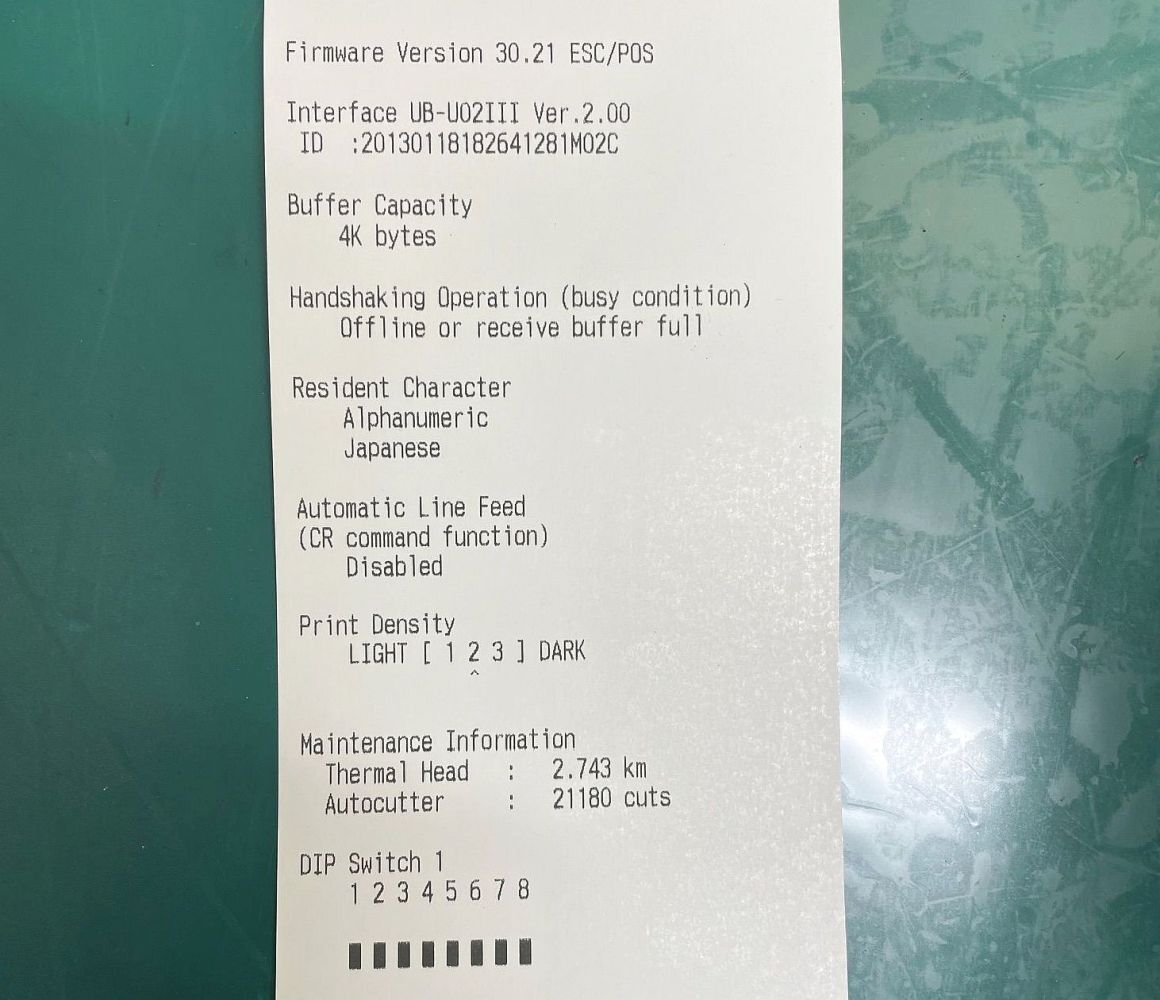 Firmware Version 30.21 ESC/POS
Interface UB-U02III Ver.2.00
ID :20130118182641281M02C
Buffer Capacity
4K bytes
Handshaking Operation (busy condition)
Offline or receive buffer full
Resident Character
Alphanumeric
Japanese
Automatic Line Feed
(CR command function)
Disabled
Print Density
LIGHT [ 1 2 3 ] DARK
^
Maintenance Information
Thermal Head : 2.743 km
Autocutter : 21180 cuts
DIP Switch 1
1 2 3 4 5 6 7 8